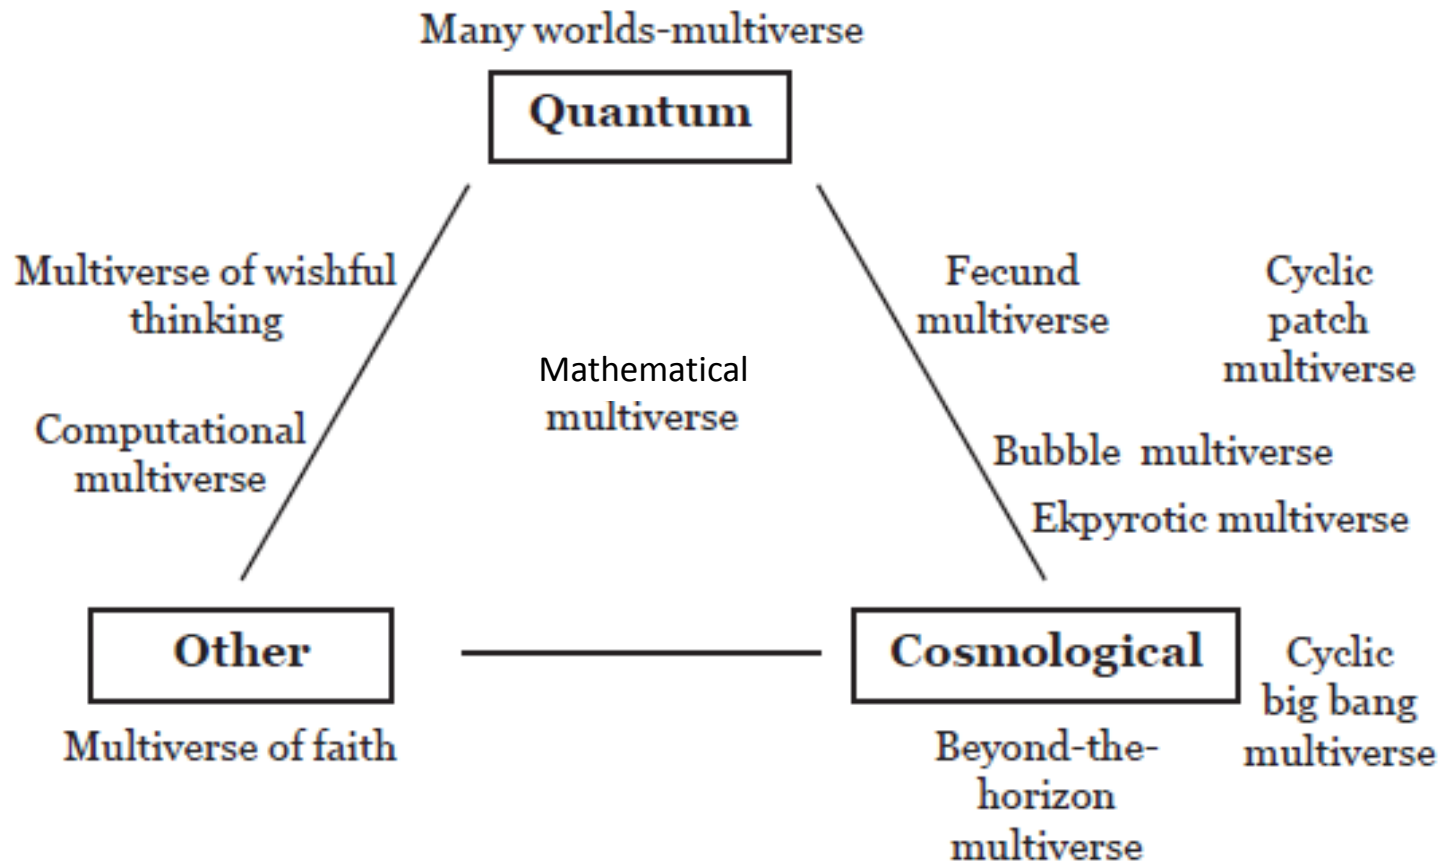 Many worlds-multiverse
Quantum
Multiverse of wishful
thinking
Fecund
multiverse
Cyclic
patch
multiverse
Mathematical
multiverse
Computational
multiverse
Bubble multiverse
Ekpyrotic multiverse
Other
Multiverse of faith
Cosmological
Beyond-the-
horizon
multiverse
Cyclic
big bang
multiverse